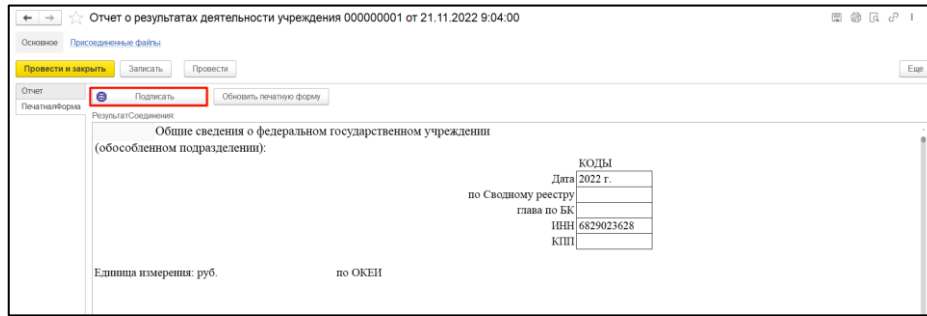 Отчет о результатах деятельности учреждения 000000001 от 21.11.2022 9:04:00
Основное Присоединенные файлы
Провести и закрыть Записать Провести Еще
Отчет
Подписать Обновить печатную форму
ПечатнаяФорма
РезультатСоединения:
Общие сведения о федеральном государственном учреждении
(обособленном подразделении):
КОДЫ
Дата 2022 г.
по Сводному реестру
глава по БК
ИНН 6829023628
КПП
Единица измерения: руб. по ОКЕИ